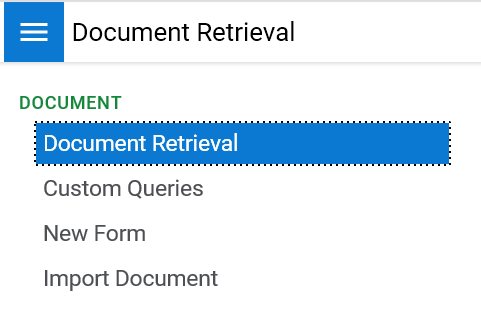 Document Retrieval
DOCUMENT
Document Retrieval
Custom Queries
New Form
Import Document